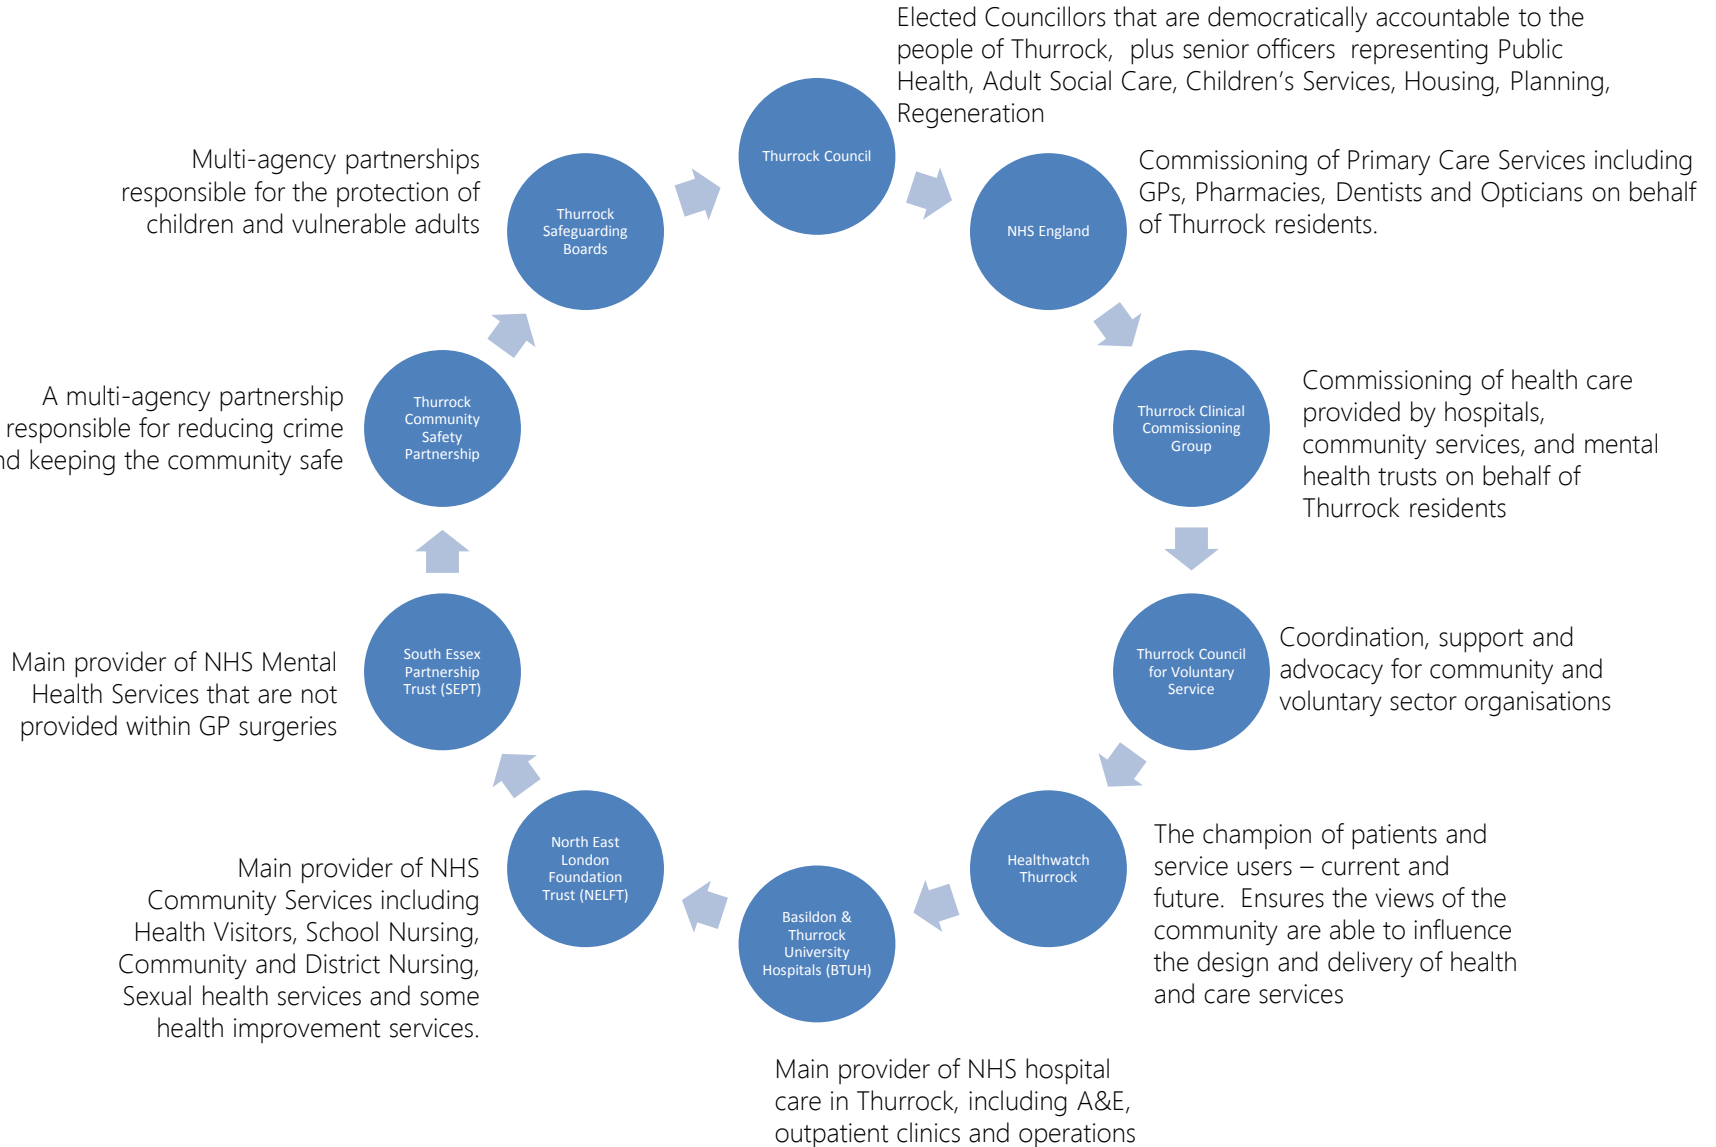 Elected Councillors that are democratically accountable to the
people of Thurrock, plus senior officers representing Public
Health, Adult Social Care, Children's Services, Housing, Planning,
Regeneration
Thurrock Council
Commissioning of Primary Care Services including
GPs, Pharmacies, Dentists and Opticians on behalf
of Thurrock residents.
NHS England
Commissioning of health care
provided by hospitals,
community services, and mental
health trusts on behalf of
Thurrock residents
Thurrock Clinical
Commissioning
Group
Coordination, support and
advocacy for community and
voluntary sector organisations
Thurrock Council
for Voluntary
Service
The champion of patients and
service users – current and
future. Ensures the views of the
community are able to influence
the design and delivery of health
and care services
Healthwatch
Thurrock
Basildon &
Thurrock
University
Hospitals (BTUH)
Main provider of NHS hospital
care in Thurrock, including A&E,
outpatient clinics and operations
North East
London
Foundation
Trust (NELFT)
Main provider of NHS
Community Services including
Health Visitors, School Nursing,
Community and District Nursing,
Sexual health services and some
health improvement services.
South Essex
Partnership
Trust (SEPT)
Main provider of NHS Mental
Health Services that are not
provided within GP surgeries
Thurrock
Community
Safety
Partnership
A multi-agency partnership
responsible for reducing crime
nd keeping the community safe
Thurrock
Safeguarding
Boards
Multi-agency partnerships
responsible for the protection of
children and vulnerable adults